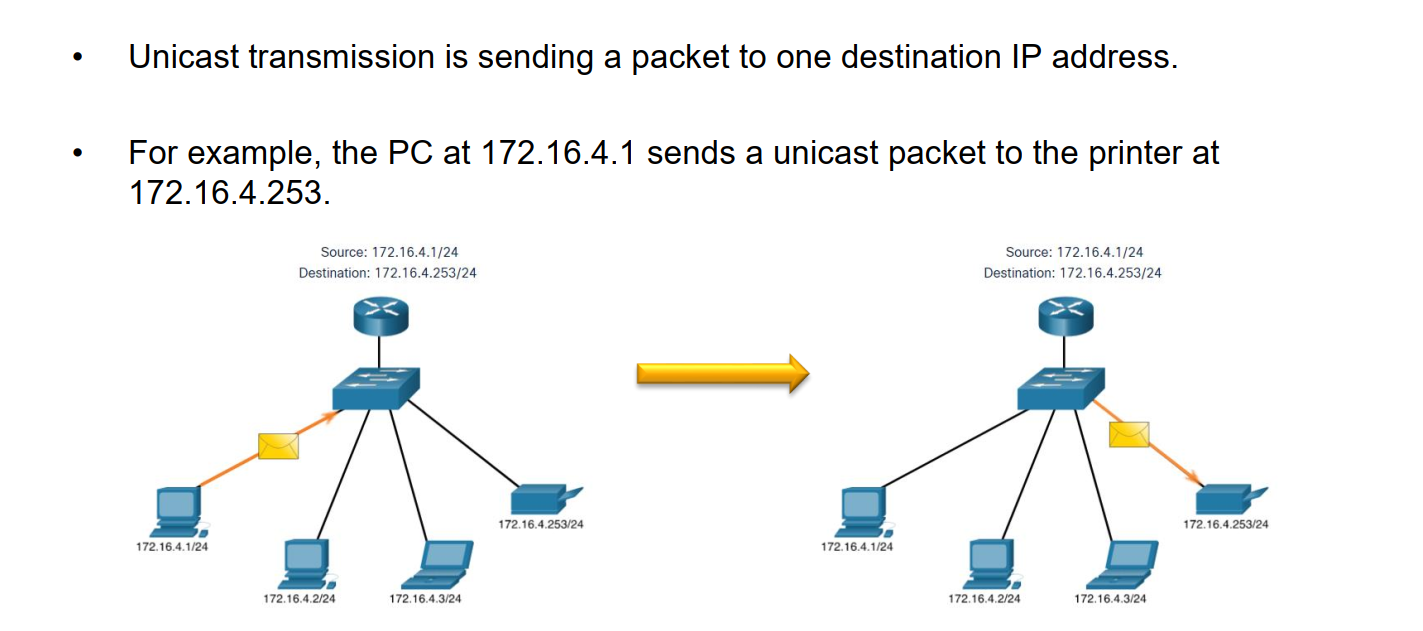 • Unicast transmission is sending a packet to one destination IP address.
• For example, the PC at 172.16.4.1 sends a unicast packet to the printer at
172.16.4.253.
Source: 172.16.4.1/24
Destination: 172.16.4.253/24
172.16.4.253/24
172.16.4.1/24
172.16.4.2/24
172.16.4.3/24
Source: 172.16.4.1/24
Destination: 172.16.4.253/24
172.16.4.253/24
172.16.4.1/24
172.16.4.2/24
172.16.4.3/24